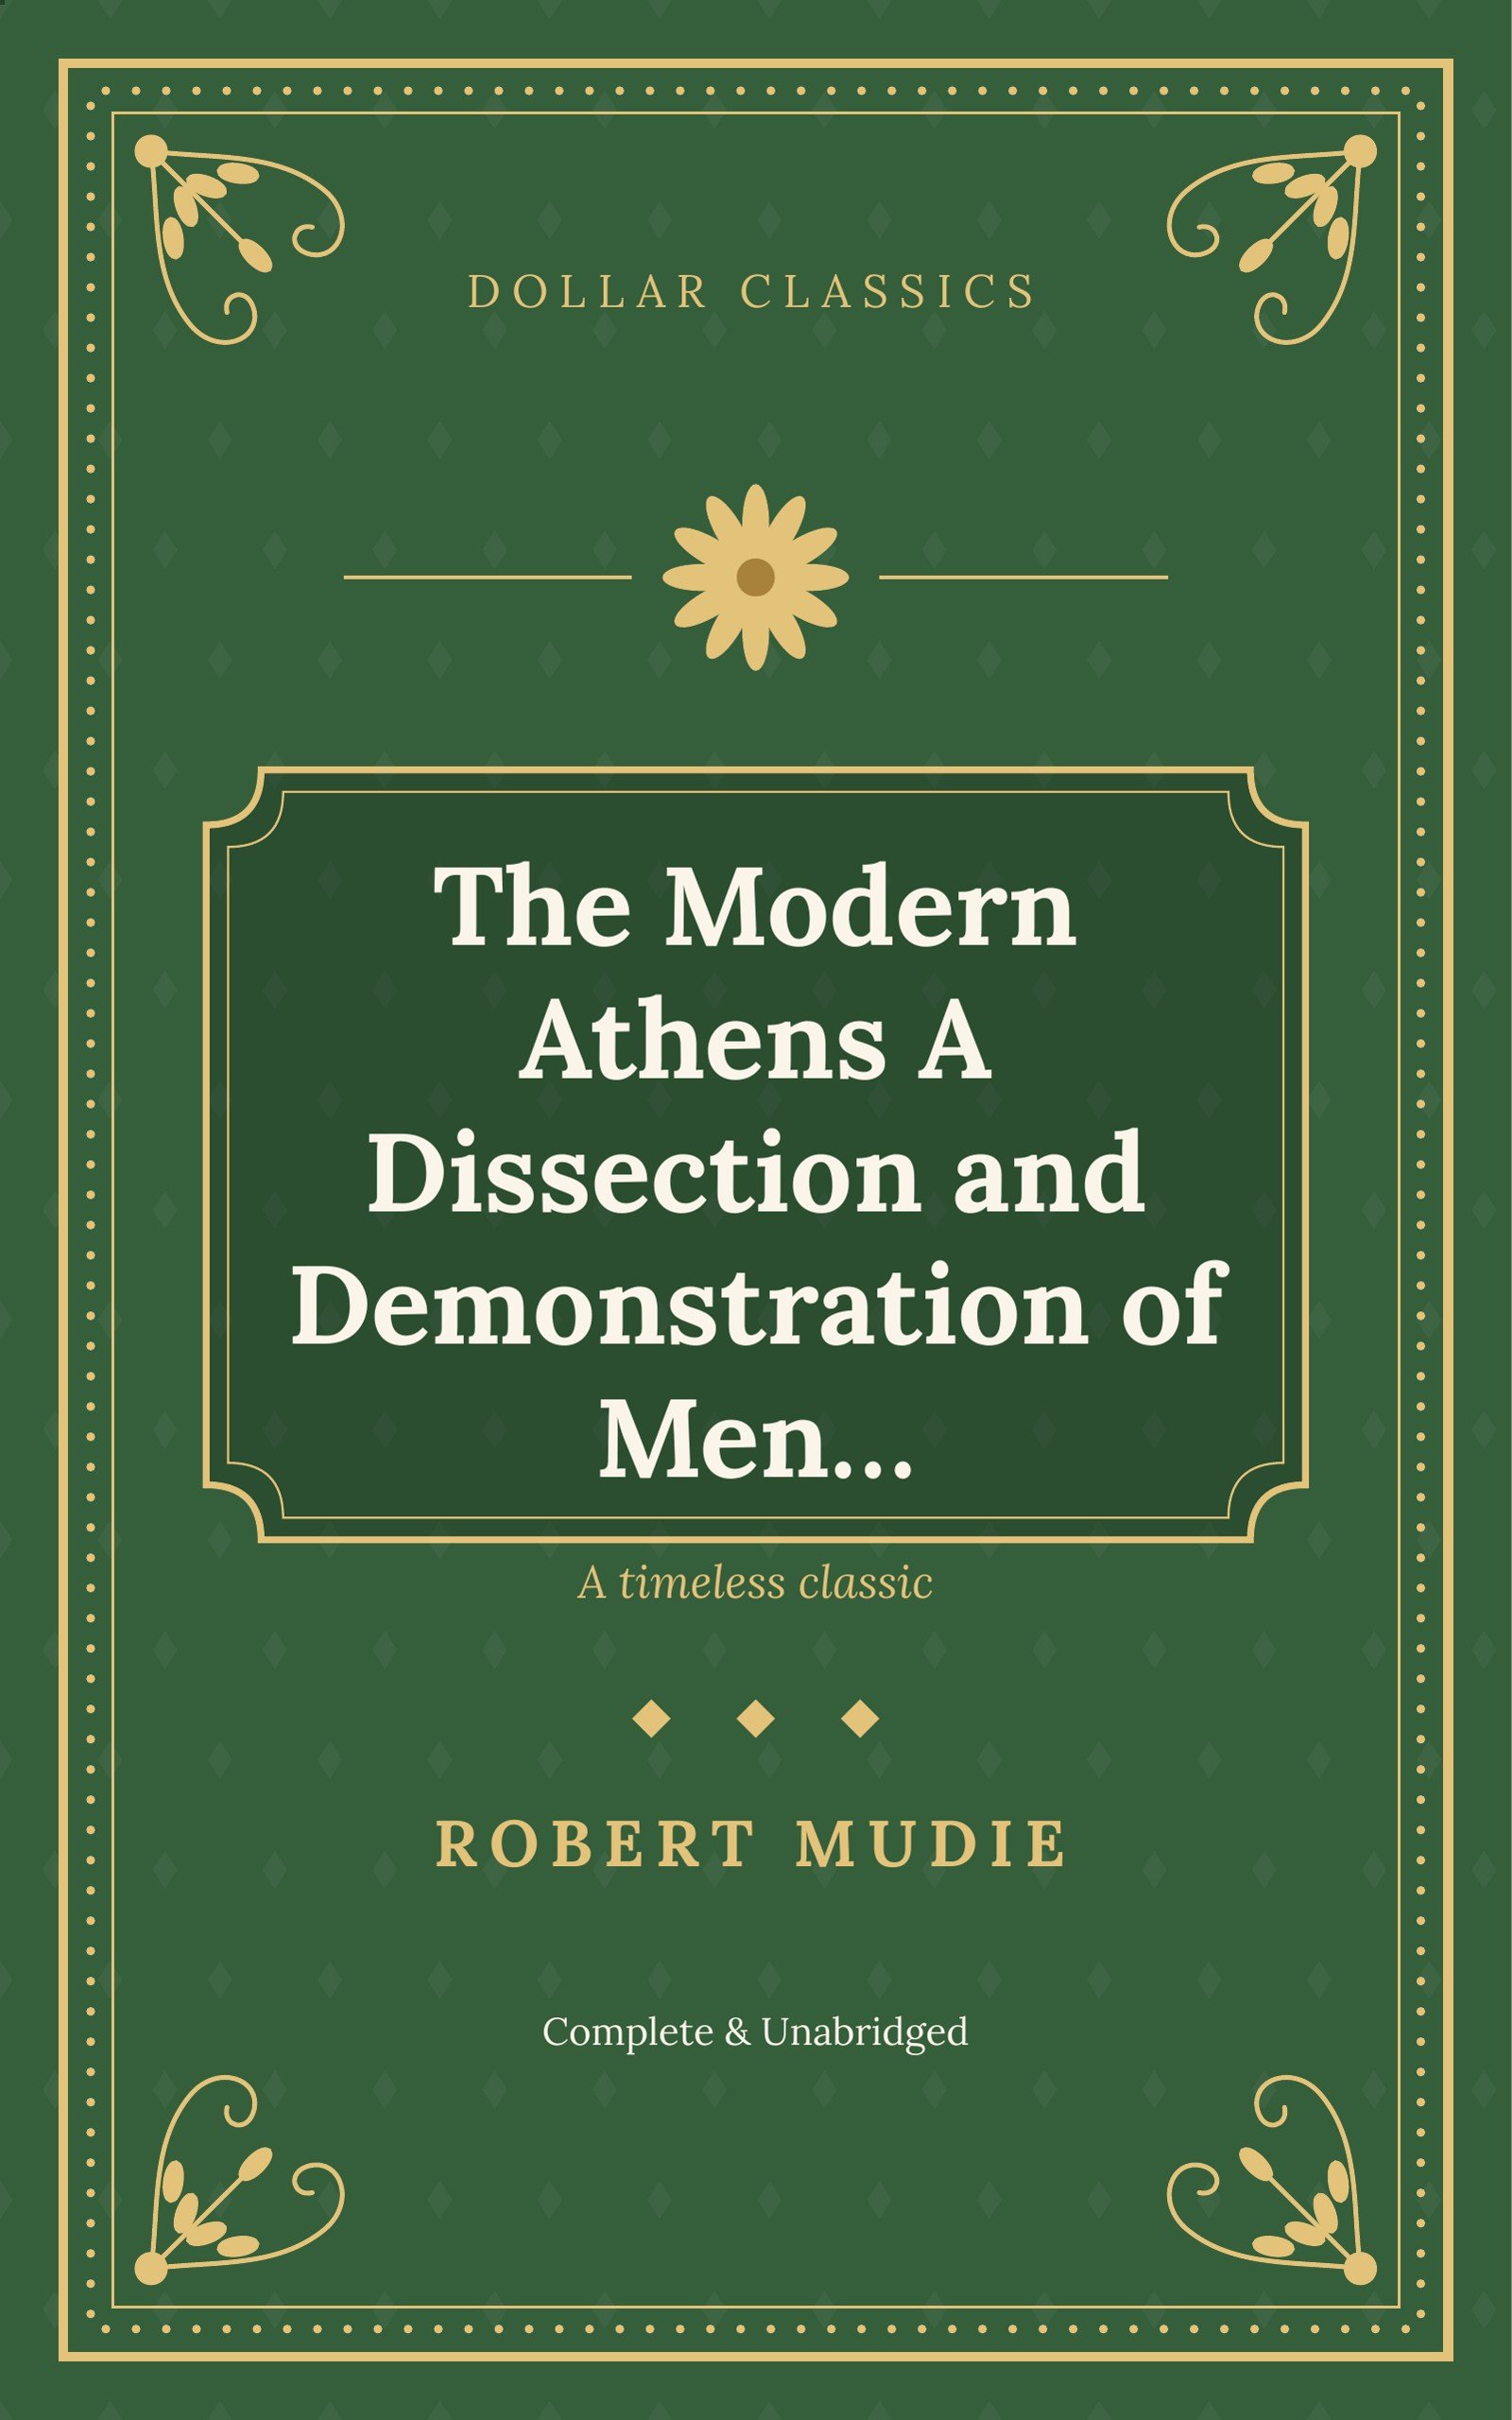 DOLLAR CLASSICS
The Modern
Athens A
Dissection and
Demonstration of
Men...
A timeless classic
ROBERT MUDIE
Complete & Unabridged